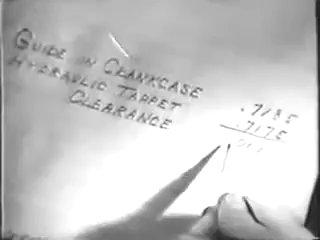 GUIDE IN CRANKCASE
HYDRAULIC TAPPET
CLEARANCE
.7185
.7175